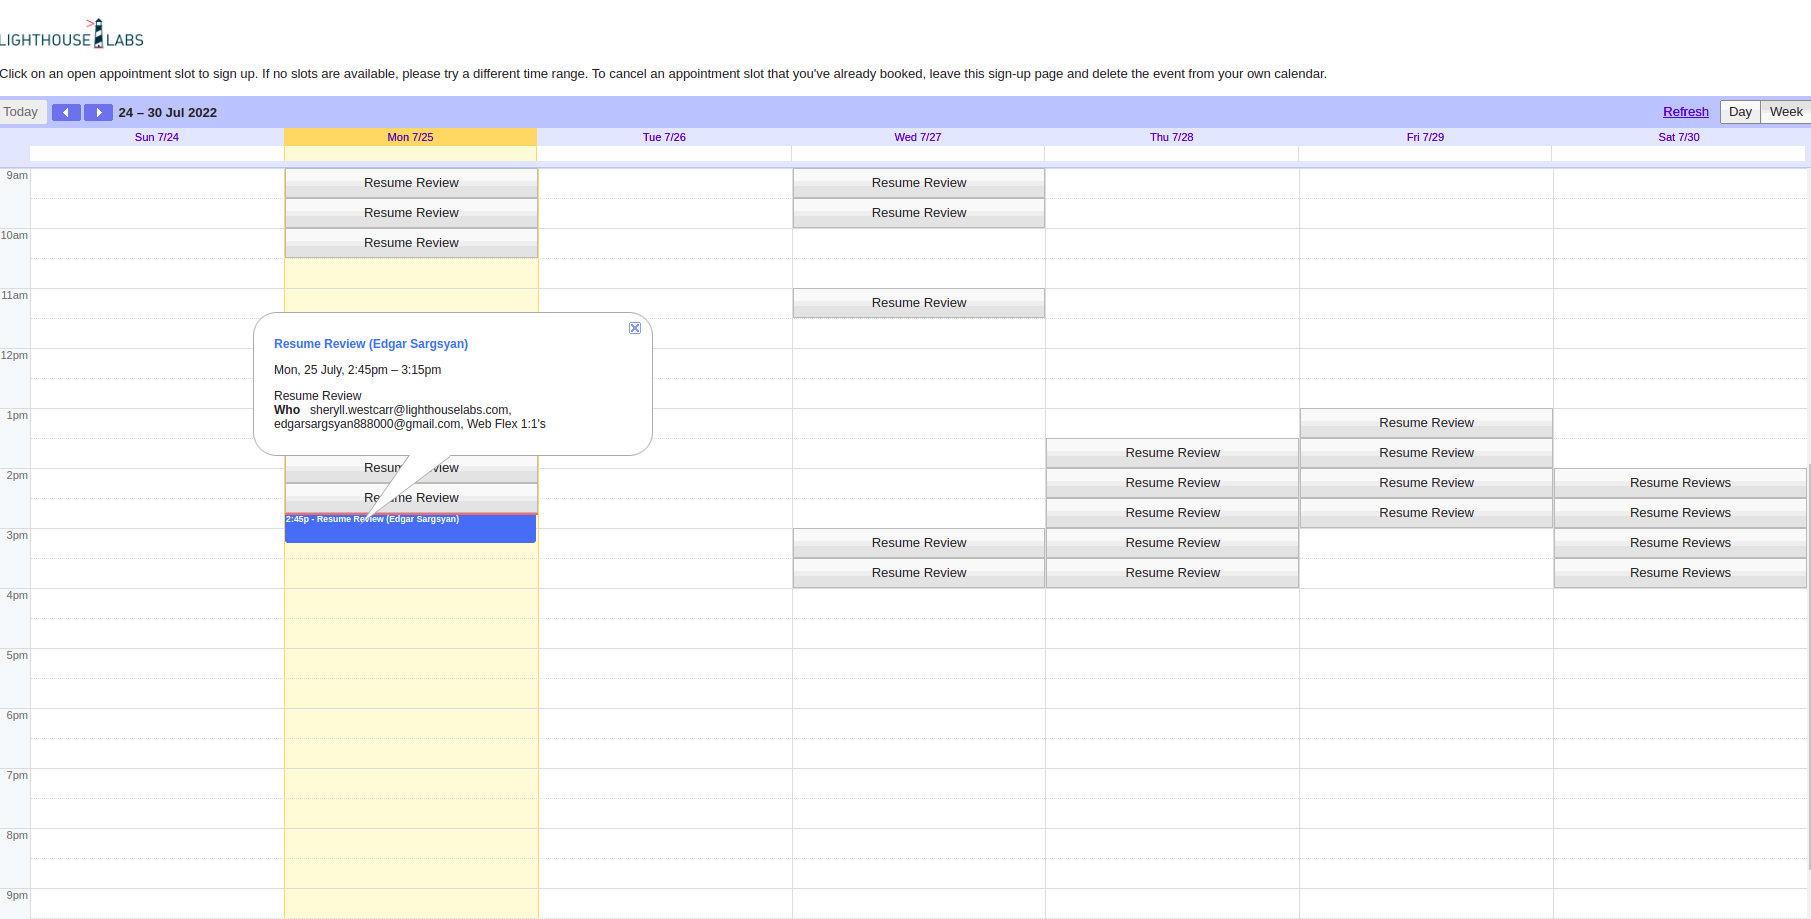 LIGHTHOUSE LABS
Click on an open appointment slot to sign up. If no slots are available, please try a different time range. To cancel an appointment slot that you've already booked, leave this sign-up page and delete the event from your own calendar.
Today 24 – 30 Jul 2022 Refresh Day Week
Sun 7/24 Mon 7/25 Tue 7/26 Wed 7/27 Thu 7/28 Fri 7/29 Sat 7/30
9am Resume Review Resume Review
Resume Review Resume Review
10am Resume Review
11am Resume Review
Resume Review (Edgar Sargsyan)
12pm
Mon, 25 July, 2:45pm – 3:15pm
Resume Review
Who sheryll.westcarr@lighthouselabs.com,
edgarsargsyan888000@gmail.com, Web Flex 1:1's
1pm Resume Review
Resume Review Resume Review
2pm Resume Review Resume Review Resume Reviews
Resume Review
Resume Review Resume Review Resume Reviews
2:45p - Resume Review (Edgar Sargsyan)
3pm Resume Review Resume Review Resume Reviews
Resume Review Resume Review Resume Reviews
4pm
5pm
6pm
7pm
8pm
9pm